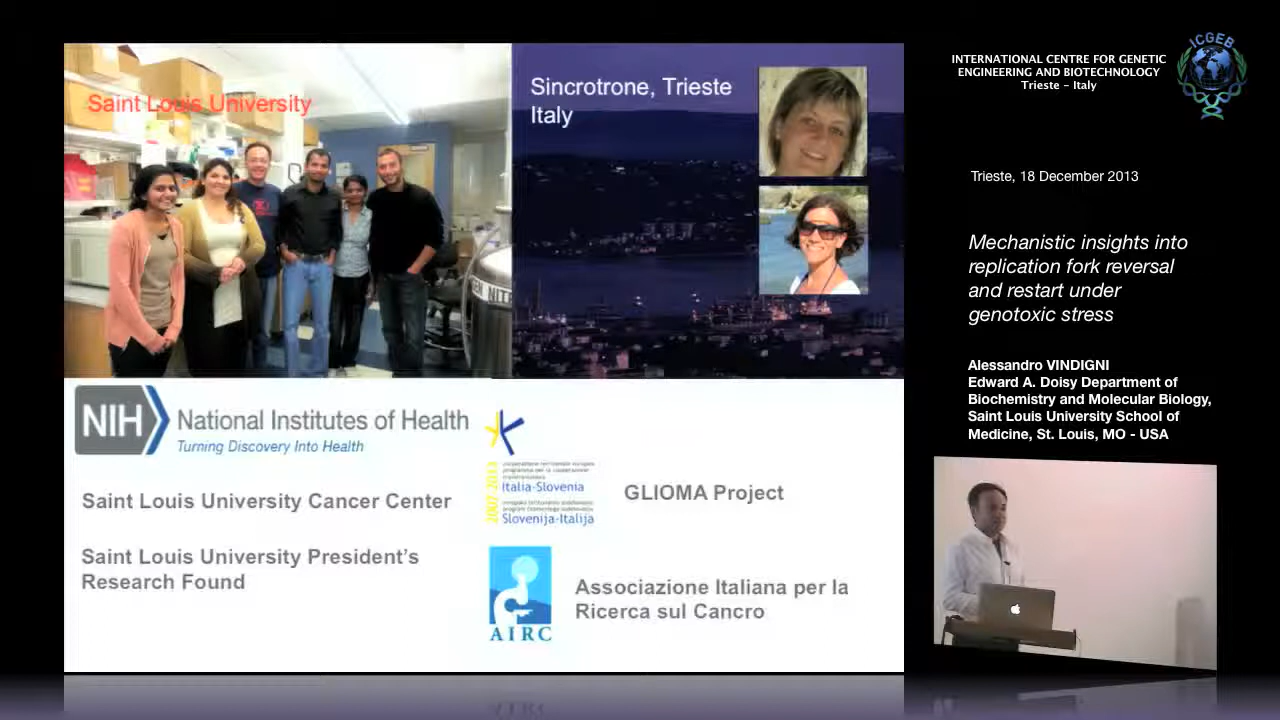 Saint Louis University
Sincrotrone, Trieste
Italy
NIH
National Institutes of Health
Turning Discovery Into Health
Saint Louis University Cancer Center
Saint Louis University President's
Research Found
2007-2013
Italia-Slovenia
Slovenija-Italija
GLIOMA Project
AIRC
Associazione Italiana per la
Ricerca sul Cancro
INTERNATIONAL CENTRE FOR GENETIC
ENGINEERING AND BIOTECHNOLOGY
Trieste - Italy
ICGEB
Trieste, 18 December 2013
Mechanistic insights into
replication fork reversal
and restart under
genotoxic stress
Alessandro VINDIGNI
Edward A. Doisy Department of
Biochemistry and Molecular Biology,
Saint Louis University School of
Medicine, St. Louis, MO - USA